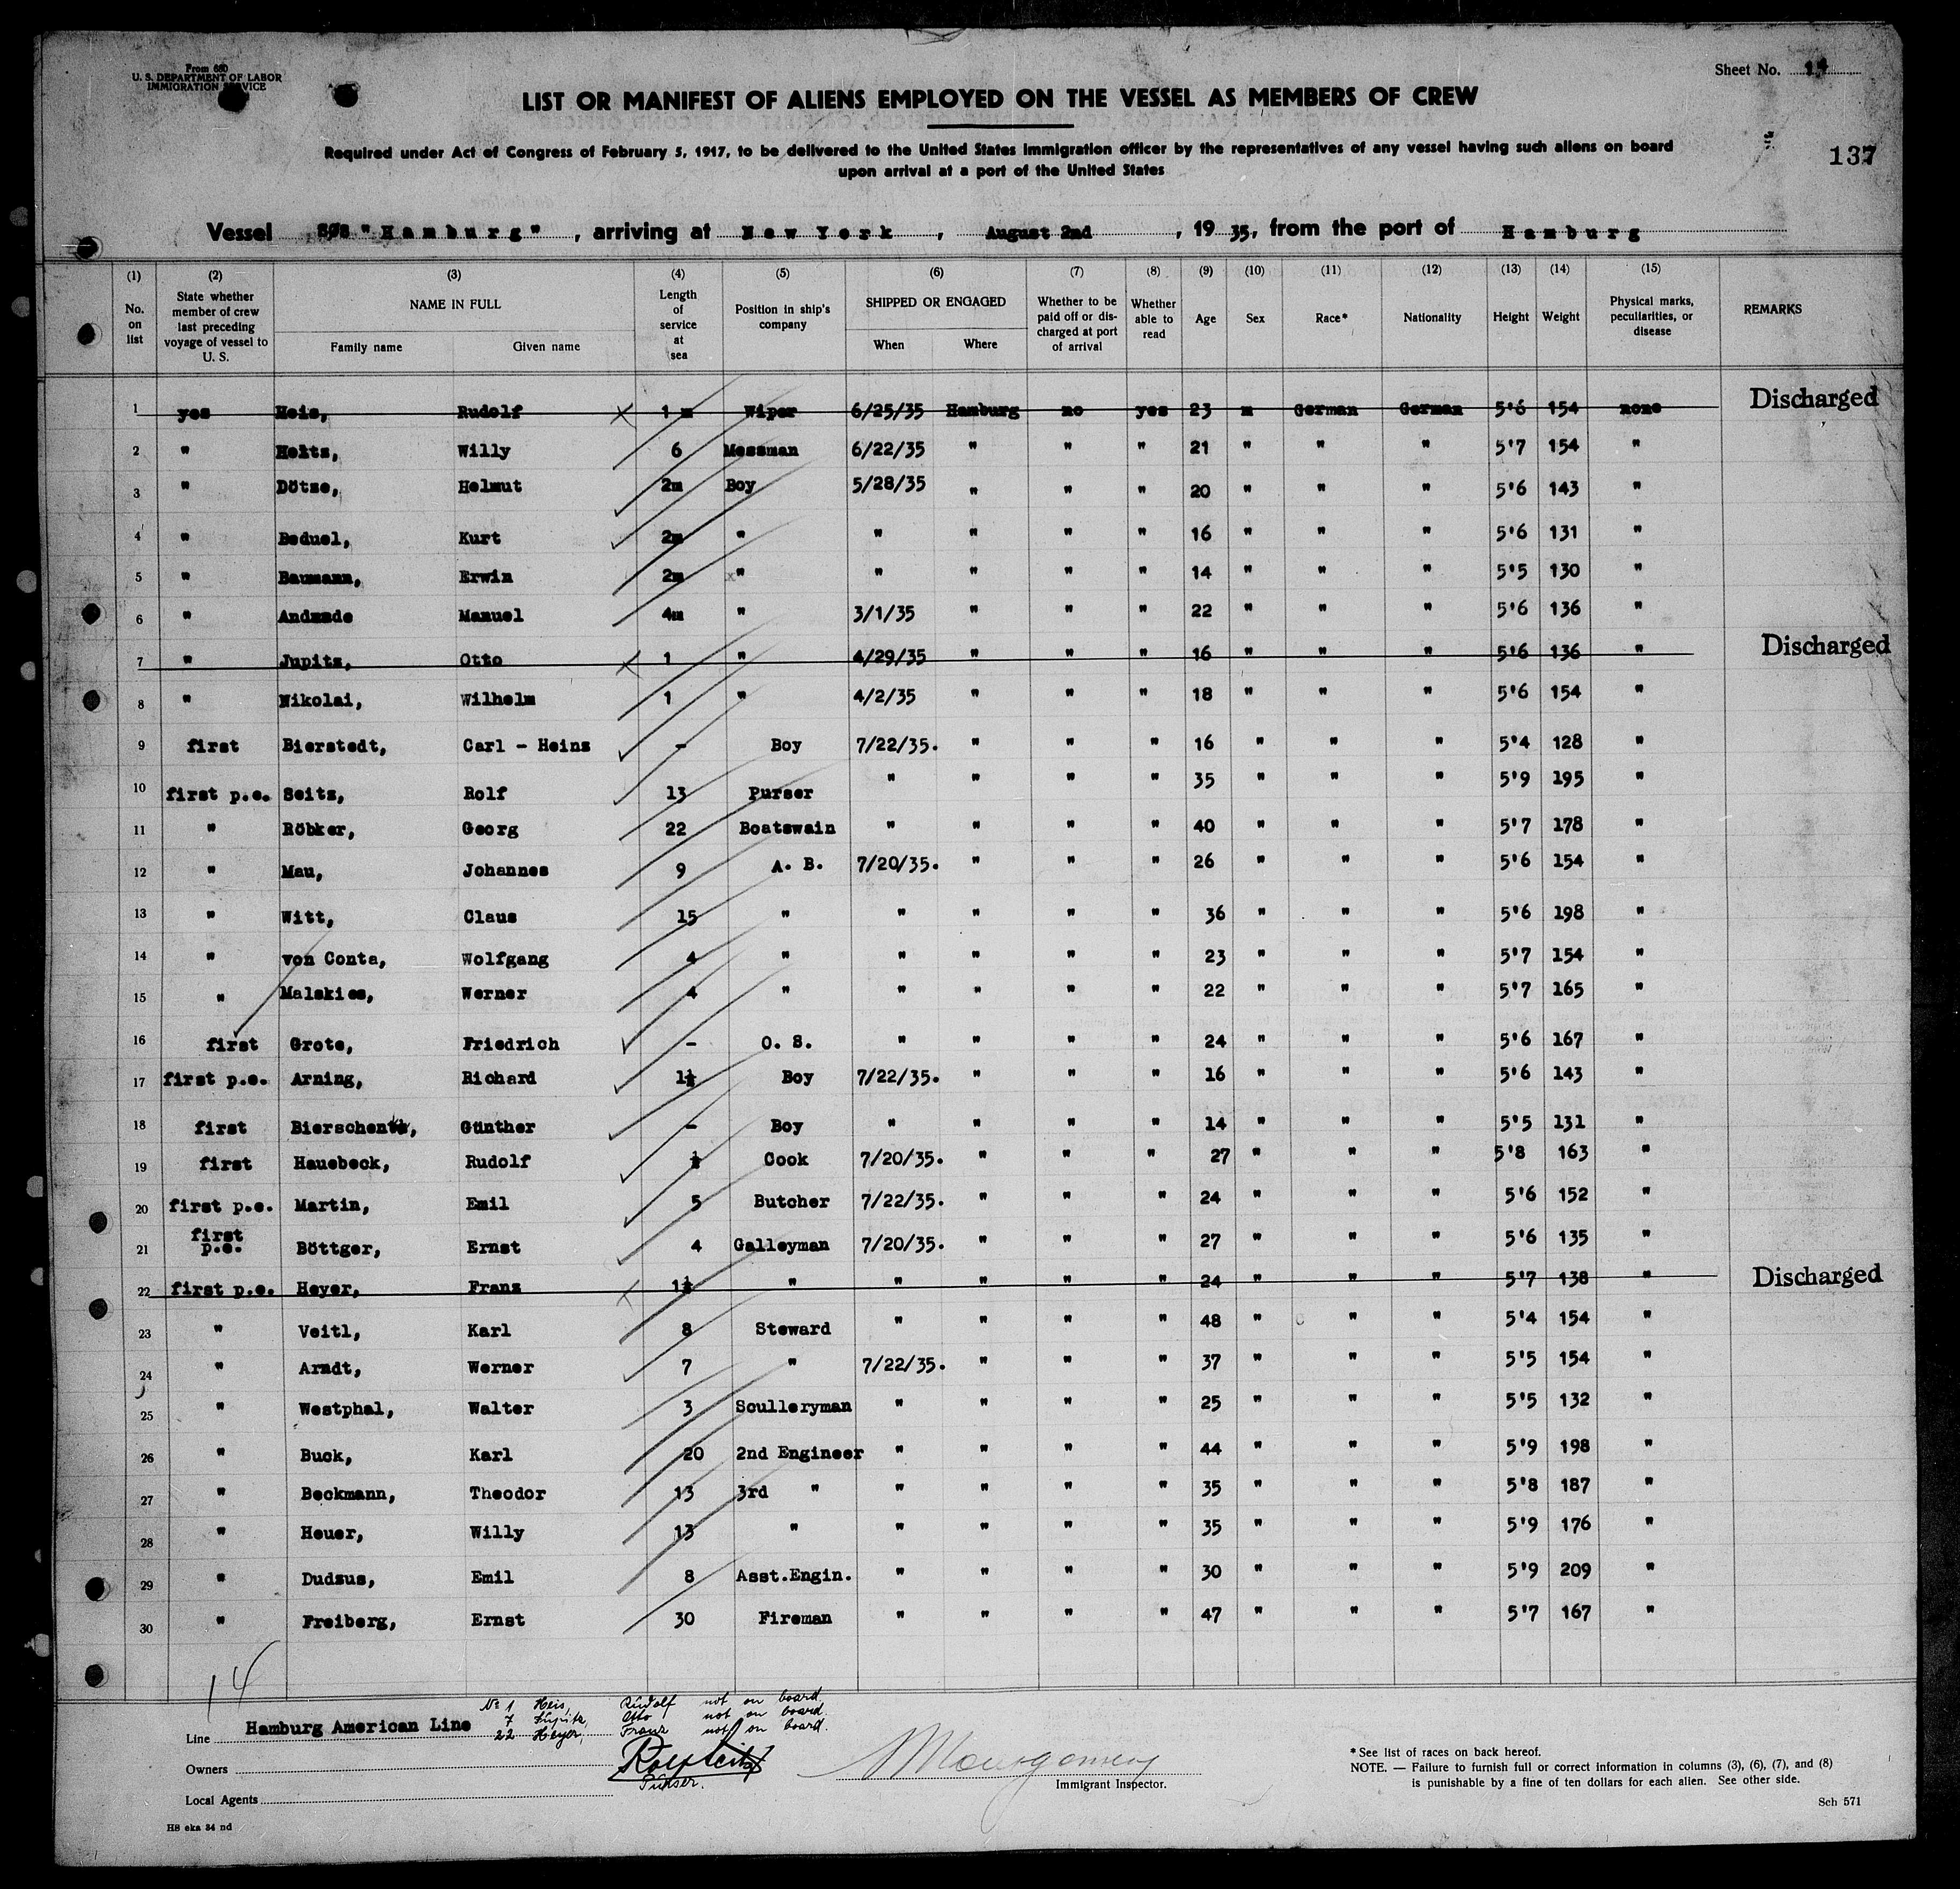 From 680
U. S. DEPARTMENT OF LABOR
IMMIGRATION SERVICE
Sheet No. 14
LIST OR MANIFEST OF ALIENS EMPLOYED ON THE VESSEL AS MEMBERS OF CREW
Required under Act of Congress of February 5, 1917, to be delivered to the United States Immigration officer by the representatives of any vessel having such aliens on board
upon arrival at a port of the United States
137
Vessel SØS "Hamburg", arriving at New York, August 2nd, 19 35, from the port of Hamburg
(1) (2) (3) (4) (5) (6) (7) (8) (9) (10) (11) (12) (13) (14) (15)
No. on list State whether member of crew last preceding voyage of vessel to U. S. NAME IN FULL Family name Given name Length of service at sea Position in ship's company SHIPPED OR ENGAGED When Where Whether to be paid off or discharged at port of arrival Whether able to read Age Sex Race* Nationality Height Weight Physical marks, peculiarities, or disease REMARKS
1 yes Heis, Rudolf 1 m Wiper 6/25/35 Hamburg no yes 23 m German German 5'6 154 none Discharged
2 " Willy 6 Messman 6/22/35 " " " 21 " " " 5'7 154 "
3 " Dötze, Helmut 2m Boy 5/28/35 " " " 20 " " " 5'6 143 "
4 " Beduel, Kurt 2m " " " " " 16 " " " 5'6 131 "
5 " Baumann, Erwin 2m " " " " " 14 " " " 5'5 130 "
6 " Manuel 4m " 3/1/35 " " " 22 " " " 5'6 136 "
7 " Jupitz, Otto 1 " 4/29/35 " " " 16 " " " 5'6 136 " Discharged
8 " Nikolai, Wilhelm 1 " 4/2/35 " " " 18 " " " 5'6 154 "
9 first Bierstedt, Carl - Heinz - Boy 7/22/35. " " " 16 " " " 5'4 128 "
10 first p.e. Seitz, Rolf 13 Purser " " " " 35 " " " 5'9 195 "
11 " Röbker, Georg 22 Boatswain " " " " 40 " " " 5'7 178 "
12 " Mau, Johannes 9 A. B. 7/20/35. " " " 26 " " " 5'6 154 "
13 " Witt, Claus 15 " " " " " 36 " " " 5'6 198 "
14 " von Conta, Wolfgang 4 " " " " " 23 " " " 5'7 154 "
15 " Malskies, Werner 4 " " " " " 22 " " " 5'7 165 "
16 first Grote, Friedrich - O. S. " " " " 24 " " " 5'6 167 "
17 first p.e. Arning, Richard 1½ Boy 7/22/35. " " " 16 " " " 5'6 143 "
18 first Günther - Boy " " " " 14 " " " 5'5 131 "
19 first Hausbeck, Rudolf ½ Cook 7/20/35. " " " 27 " " " 5'8 163 "
20 first p.e. Martin, Emil 5 Butcher 7/22/35. " " " 24 " " " 5'6 152 "
21 first p.e. Böttger, Ernst 4 Galleyman 7/20/35. " " " 27 " " " 5'6 135 "
22 first p.e. Heyer, Franz 1½ " " " " " 24 " " " 5'7 138 " Discharged
23 " Veitl, Karl 8 Steward " " " " 48 " " " 5'4 154 "
24 " Arndt, Werner 7 " 7/22/35. " " " 37 " " " 5'5 154 "
25 " Westphal, Walter 3 Sculleryman " " " " 25 " " " 5'5 132 "
26 " Buck, Karl 20 2nd Engineer " " " " 44 " " " 5'9 198 "
27 " Beckmann, Theodor 13 3rd " " " " " 35 " " " 5'8 187 "
28 " Heuer, Willy 13 " " " " " 35 " " " 5'9 176 "
29 " Dudzus, Emil 8 Asst.Engin. " " " " 30 " " " 5'9 209 "
30 " Freiberg, Ernst 30 Fireman " " " " 47 " " " 5'7 167 "
14
No 1 Heis, Rudolf not on board.
7 Jupitz, Otto not on board.
22 Heyer, Franz not on board.
Line Hamburg American Line
Owners
Local Agents
Rolf Seitz
Purser.
Montgomery
Immigrant Inspector.
* See list of races on back hereof.
NOTE. — Failure to furnish full or correct information in columns (3), (6), (7), and (8)
is punishable by a fine of ten dollars for each alien. See other side.
Sch 571
HB eka 34 nd